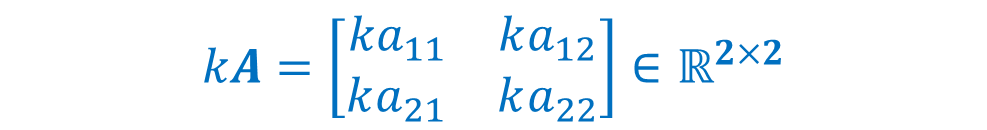 k𝑨 = [ka₁₁ ka₁₂
ka₂₁ ka₂₂] ∈ ℝ²ˣ²